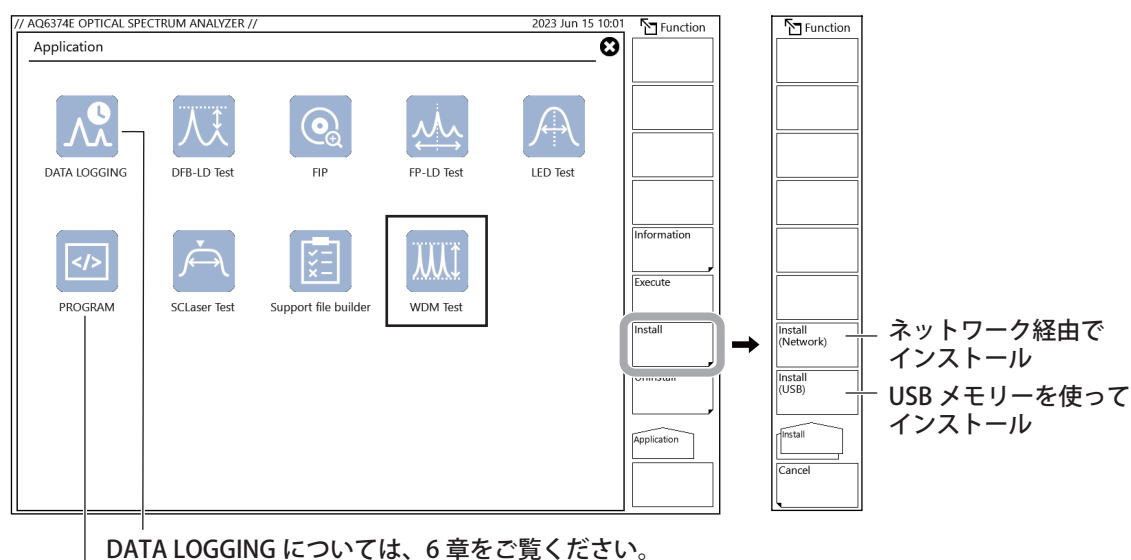 // AQ6374E OPTICAL SPECTRUM ANALYZER //
2023 Jun 15 10:01
Application
DATA LOGGING
DFB-LD Test
FIP
FP-LD Test
LED Test
</>
PROGRAM
SCLaser Test
Support file builder
WDM Test
Function
Information
Execute
Install
Uninstall
Application
Function
Install
(Network)
Install
(USB)
Install
Cancel
ネットワーク経由で
インストール
USB メモリーを使って
インストール
DATA LOGGING については、6 章をご覧ください。